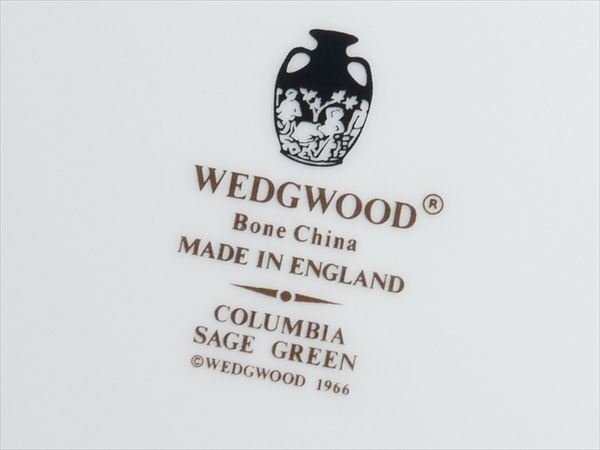 WEDGWOOD®
Bone China
MADE IN ENGLAND
COLUMBIA
SAGE GREEN
©WEDGWOOD 1966